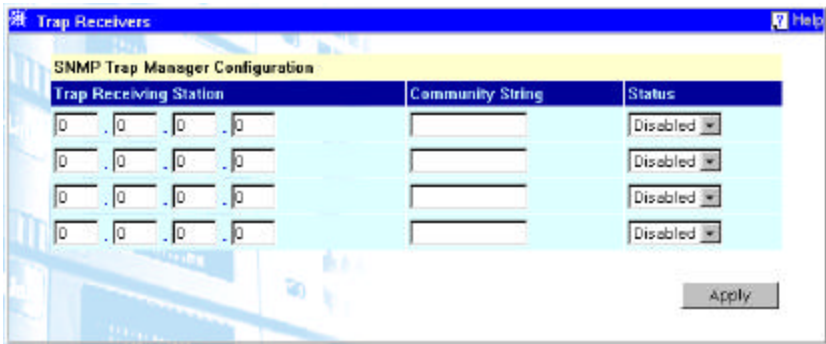 Trap Receivers ? Help
SNMP Trap Manager Configuration
Trap Receiving Station Community String Status
0 . 0 . 0 . 0 Disabled
0 . 0 . 0 . 0 Disabled
0 . 0 . 0 . 0 Disabled
0 . 0 . 0 . 0 Disabled
Apply